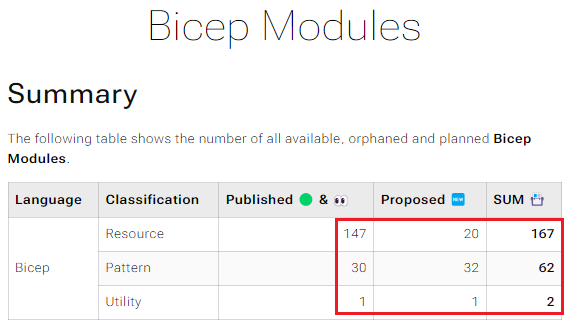 Bicep Modules
Summary
The following table shows the number of all available, orphaned and planned Bicep
Modules.
Language Classification Published 🟢 & 👀 Proposed 🆕 SUM
Resource 147 20 167
Bicep Pattern 30 32 62
Utility 1 1 2